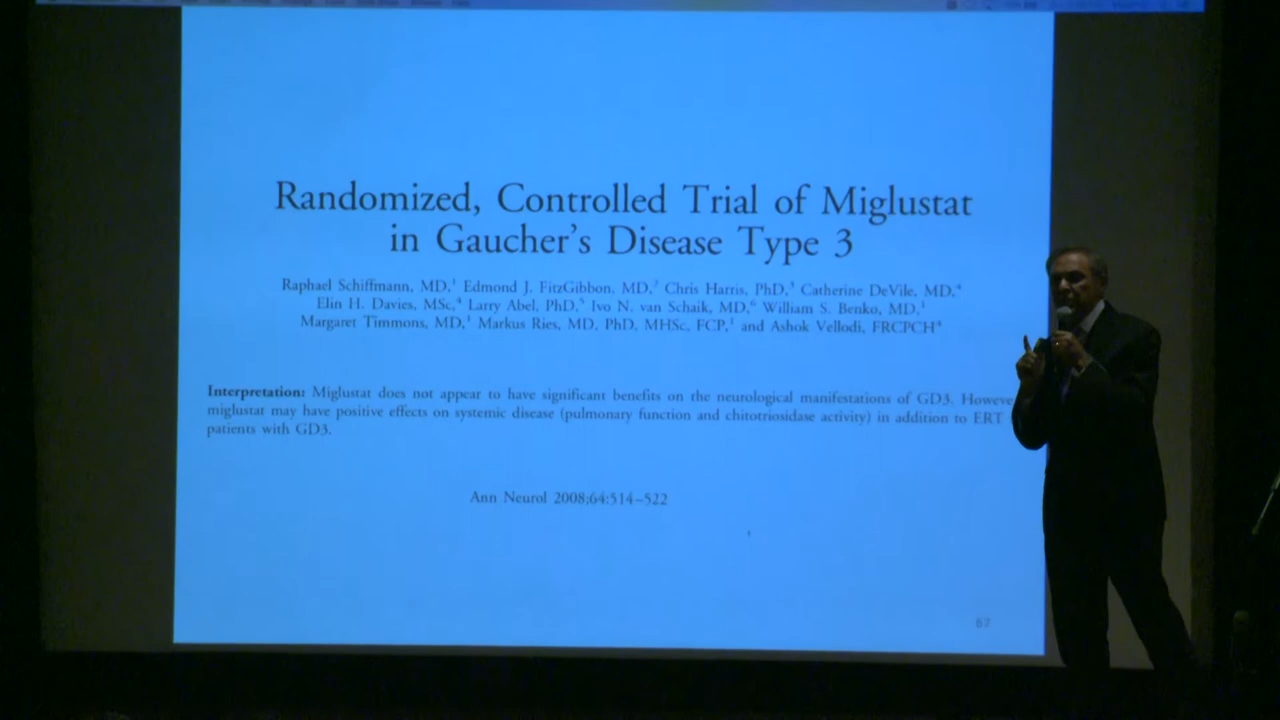 Randomized, Controlled Trial of Miglustat
in Gaucher's Disease Type 3
Raphael Schiffmann, MD,¹ Edmond J. FitzGibbon, MD,² Chris Harris, PhD,³ Catherine DeVile, MD,⁴
Elin H. Davies, MSc,⁴ Larry Abel, PhD,⁵ Ivo N. van Schaik, MD,⁶ William S. Benko, MD,¹
Margaret Timmons, MD,¹ Markus Ries, MD, PhD, MHSc, FCP,¹ and Ashok Vellodi, FRCPCH⁴
Interpretation: Miglustat does not appear to have significant benefits on the neurological manifestations of GD3. Howeve
miglustat may have positive effects on systemic disease (pulmonary function and chitotriosidase activity) in addition to ERT
patients with GD3.
Ann Neurol 2008;64:514–522
67